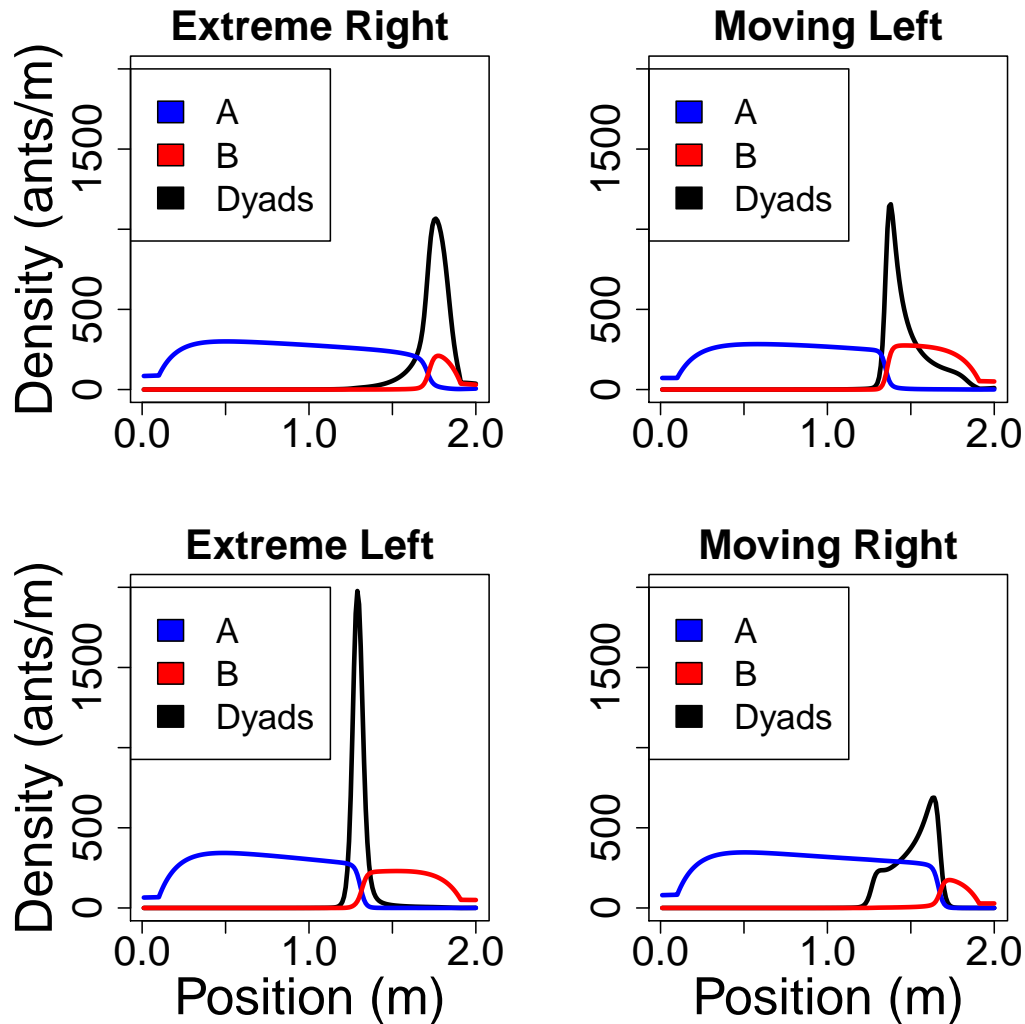 Extreme Right
Density (ants/m)
0 500 1500
A
B
Dyads
0.0 1.0 2.0
Moving Left
0 500 1500
A
B
Dyads
0.0 1.0 2.0
Extreme Left
Density (ants/m)
0 500 1500
A
B
Dyads
0.0 1.0 2.0
Position (m)
Moving Right
0 500 1500
A
B
Dyads
0.0 1.0 2.0
Position (m)